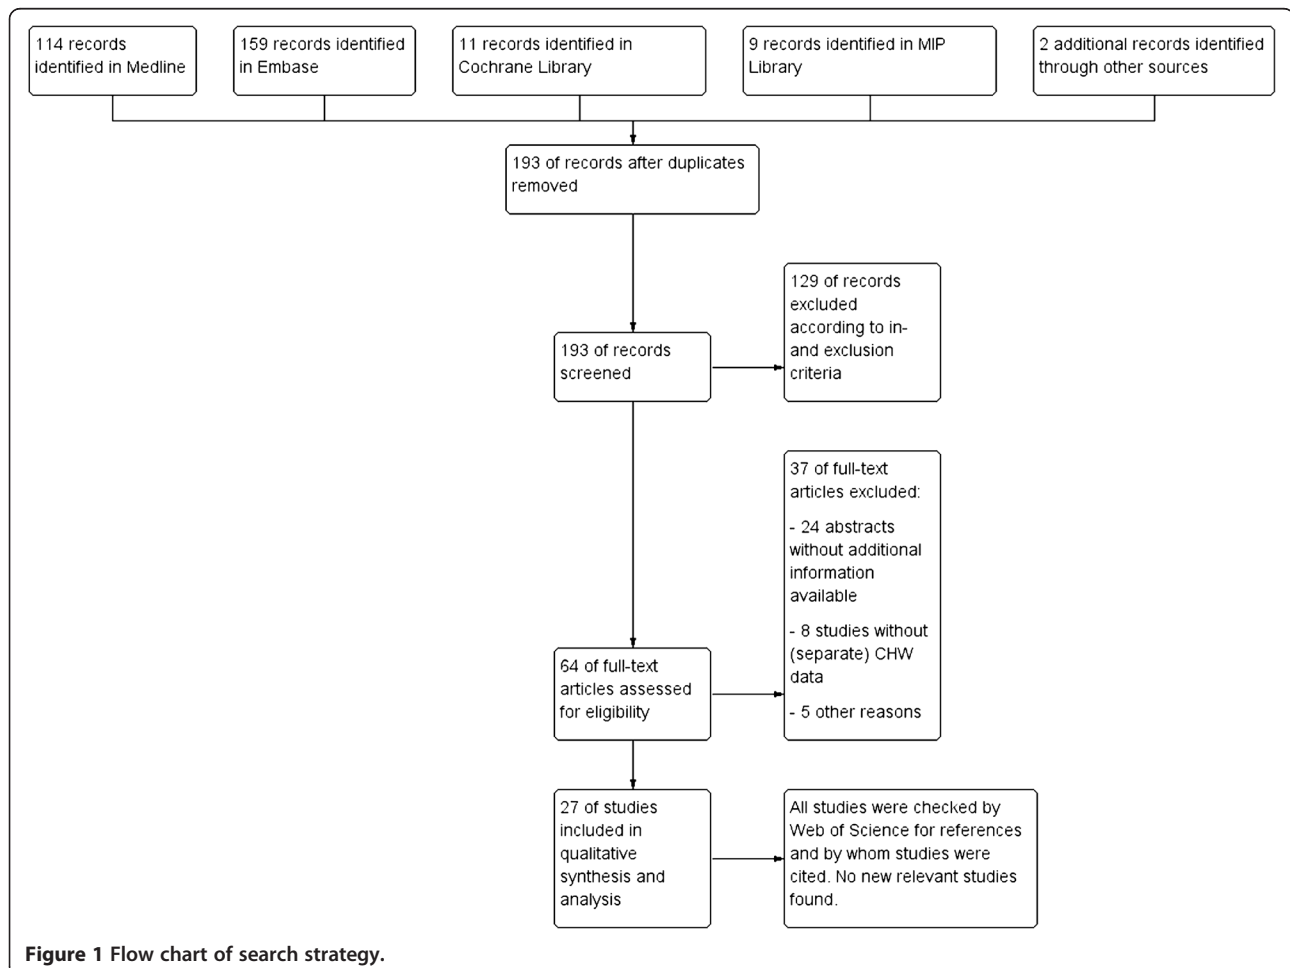 114 records
identified in Medline
159 records identified
in Embase
11 records identified in
Cochrane Library
9 records identified in MIP
Library
2 additional records identified
through other sources
193 of records after duplicates
removed
129 of records
excluded
according to in-
and exclusion
criteria
193 of records
screened
37 of full-text
articles excluded:
- 24 abstracts
without additional
information
available
- 8 studies without
(separate) CHW
data
- 5 other reasons
64 of full-text
articles assessed
for eligibility
27 of studies
included in
qualitative
synthesis and
analysis
All studies were checked by
Web of Science for references
and by whom studies were
cited. No new relevant studies
found.
Figure 1 Flow chart of search strategy.